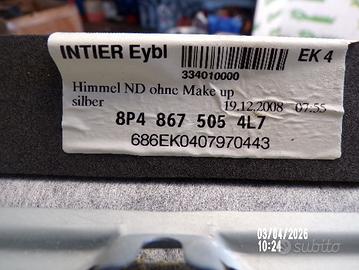 INTIER Eybl
EK 4
334010000
Himmel ND ohne Make up
silber 19.12.2008 07:55
8P4 867 505 4L7
686EK0407970443
03/04/2026
10:24
subito